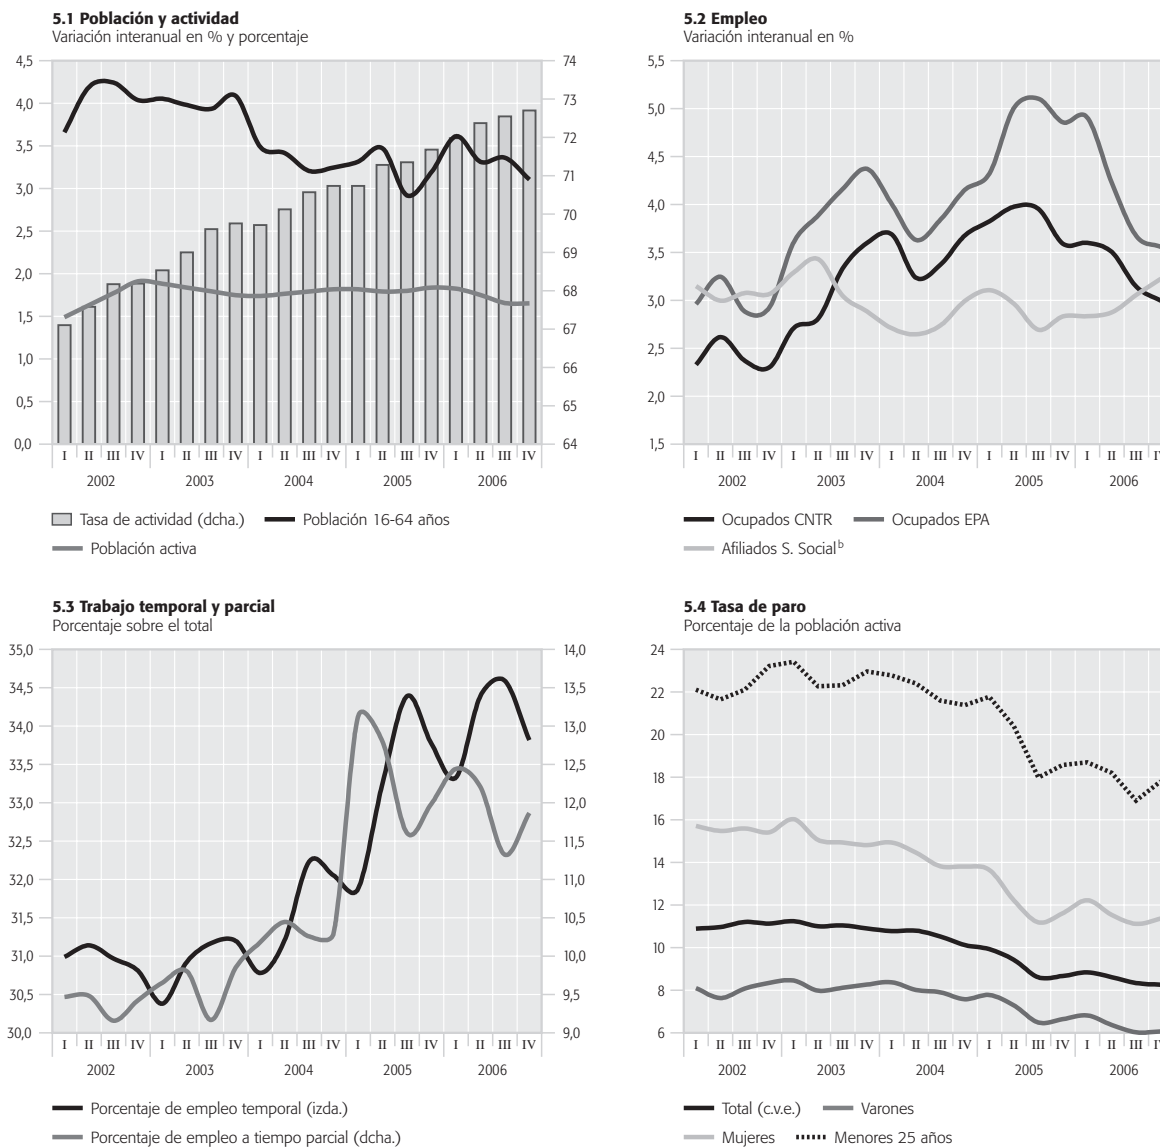 5.1 Población y actividad
Variación interanual en % y porcentaje
4,5
4,0
3,5
3,0
2,5
2,0
1,5
1,0
0,5
0,0
74
73
72
71
70
69
68
67
66
65
64
I II III IV I II III IV I II III IV I II III IV I II III IV
2002 2003 2004 2005 2006
Tasa de actividad (dcha.) Población 16-64 años
Población activa
5.2 Empleo
Variación interanual en %
5,5
5,0
4,5
4,0
3,5
3,0
2,5
2,0
1,5
I II III IV I II III IV I II III IV I II III IV I II III
2002 2003 2004 2005 2006
Ocupados CNTR Ocupados EPA
Afiliados S. Social b
5.3 Trabajo temporal y parcial
Porcentaje sobre el total
35,0
34,5
34,0
33,5
33,0
32,5
32,0
31,5
31,0
30,5
30,0
14,0
13,5
13,0
12,5
12,0
11,5
11,0
10,5
10,0
9,5
9,0
I II III IV I II III IV I II III IV I II III IV I II III IV
2002 2003 2004 2005 2006
Porcentaje de empleo temporal (izda.)
Porcentaje de empleo a tiempo parcial (dcha.)
5.4 Tasa de paro
Porcentaje de la población activa
24
22
20
18
16
14
12
10
8
6
I II III IV I II III IV I II III IV I II III IV I II III
2002 2003 2004 2005 2006
Total (c.v.e.) Varones
Mujeres Menores 25 años